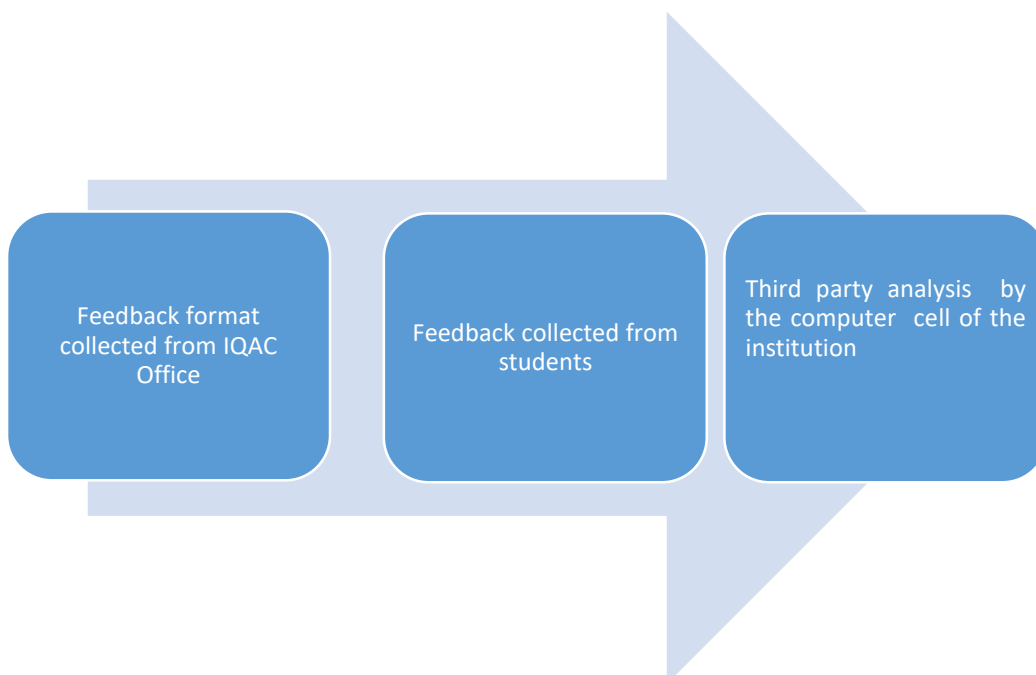 Feedback format
collected from IQAC
Office
Feedback collected from
students
Third party analysis by
the computer cell of the
institution